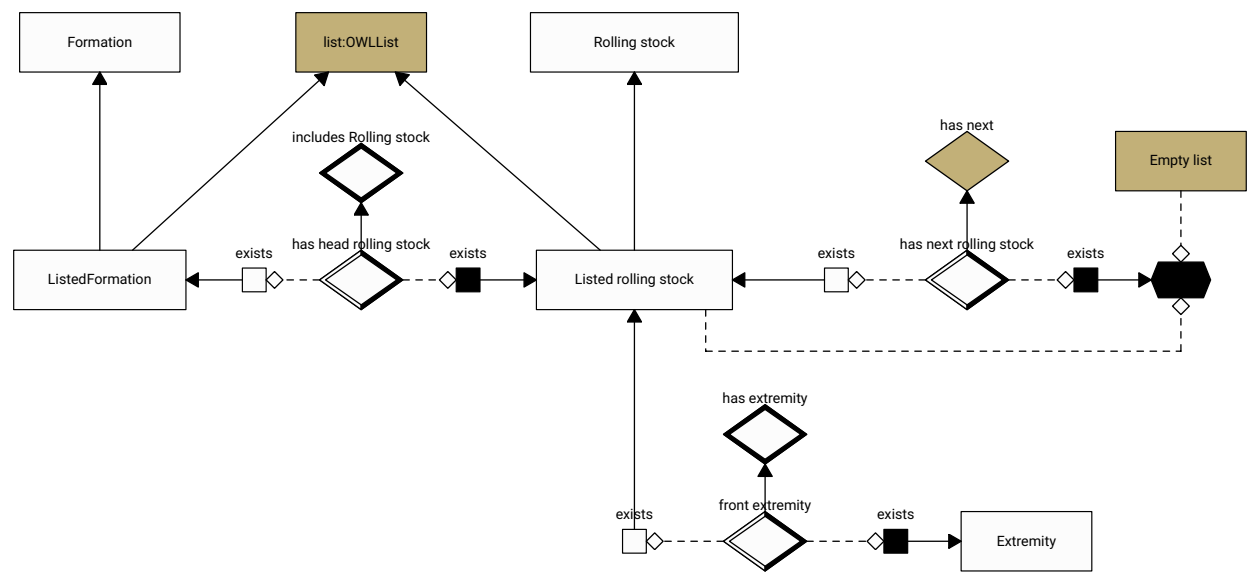 Formation
list:OWLList
Rolling stock
has next
includes Rolling stock
Empty list
has head rolling stock
has next rolling stock
exists
exists
exists
exists
ListedFormation
Listed rolling stock
has extremity
front extremity
exists
exists
Extremity